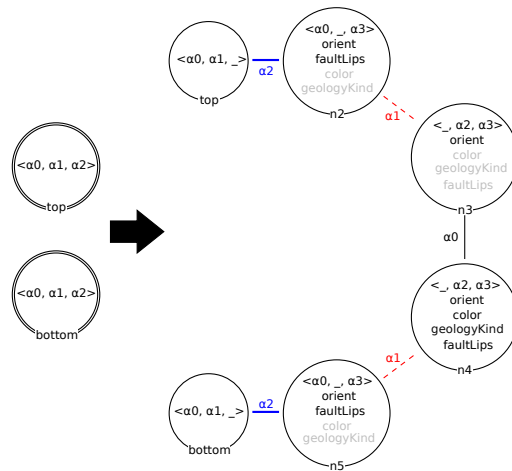 <α0, α1, α2>
top
<α0, α1, α2>
bottom
<α0, α1, _>
top
α2
<α0, _, α3>
orient
faultLips
color
geologyKind
n2
α1
<_, α2, α3>
orient
color
geologyKind
faultLips
n3
α0
<_, α2, α3>
orient
color
geologyKind
faultLips
n4
α1
<α0, _, α3>
orient
faultLips
color
geologyKind
n5
α2
<α0, α1, _>
bottom